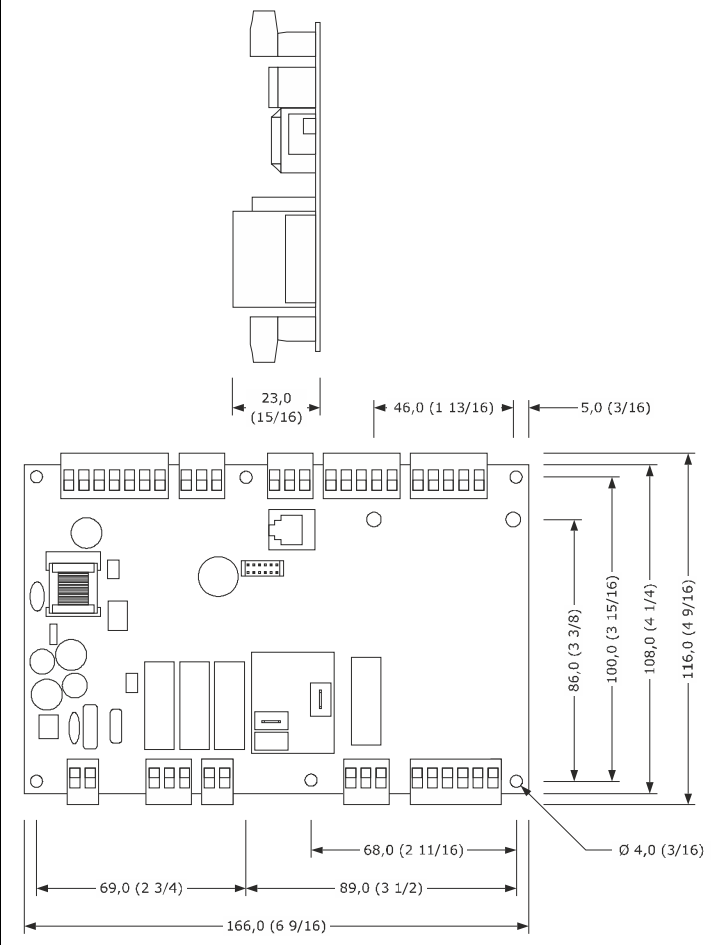 23,0
(15/16)
46,0 (1 13/16)
5,0 (3/16)
86,0 (3 3/8)
100,0 (3 15/16)
108,0 (4 1/4)
116,0 (4 9/16)
68,0 (2 11/16)
Ø 4,0 (3/16)
69,0 (2 3/4)
89,0 (3 1/2)
166,0 (6 9/16)